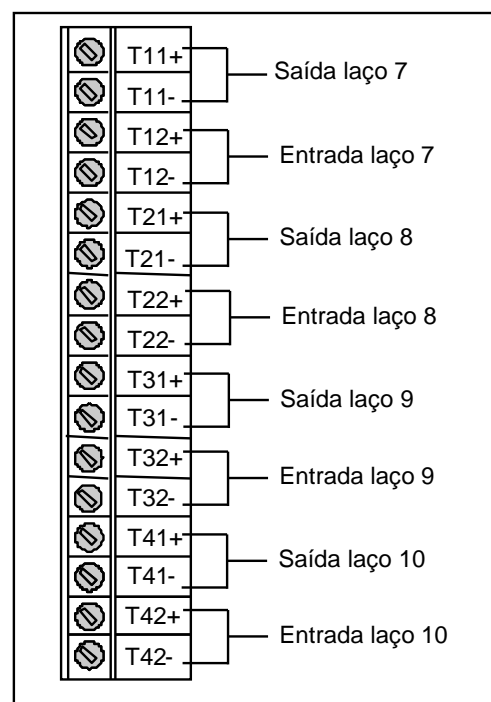 T11+
T11-
Saída laço 7
T12+
T12-
Entrada laço 7
T21+
T21-
Saída laço 8
T22+
T22-
Entrada laço 8
T31+
T31-
Saída laço 9
T32+
T32-
Entrada laço 9
T41+
T41-
Saída laço 10
T42+
T42-
Entrada laço 10